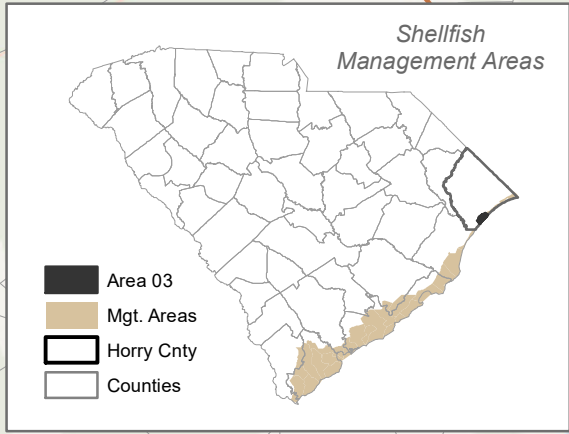 Shellfish
Management Areas
Area 03
Mgt. Areas
Horry Cnty
Counties